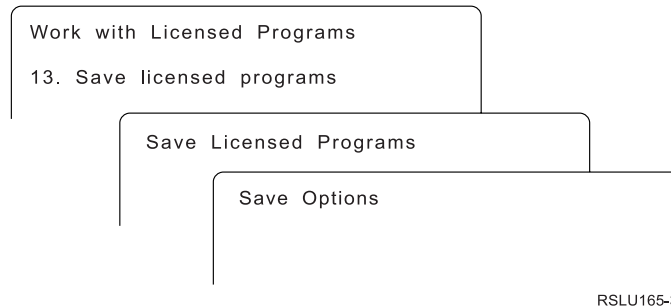 Work with Licensed Programs
13. Save licensed programs
Save Licensed Programs
Save Options
RSLU165-